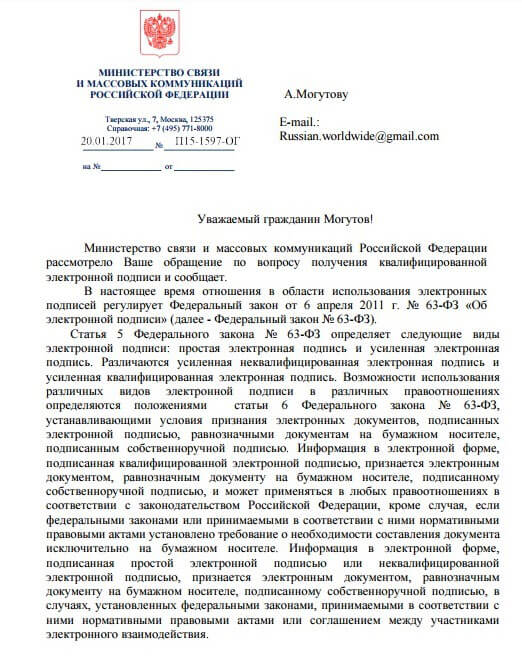 МИНИСТЕРСТВО СВЯЗИ
И МАССОВЫХ КОММУНИКАЦИЙ
РОССИЙСКОЙ ФЕДЕРАЦИИ
Тверская ул., 7, Москва, 125375
Справочная: +7 (495) 771-8000
20.01.2017 № П15-1597-ОГ
на № от
А.Могутову
E-mail.:
Russian.worldwide@gmail.com
Уважаемый гражданин Могутов!
Министерство связи и массовых коммуникаций Российской Федерации
рассмотрело Ваше обращение по вопросу получения квалифицированной
электронной подписи и сообщает.
В настоящее время отношения в области использования электронных
подписей регулирует Федеральный закон от 6 апреля 2011 г. № 63-ФЗ «Об
электронной подписи» (далее - Федеральный закон № 63-ФЗ).
Статья 5 Федерального закона № 63-ФЗ определяет следующие виды
электронной подписи: простая электронная подпись и усиленная электронная
подпись. Различаются усиленная неквалифицированная электронная подпись и
усиленная квалифицированная электронная подпись. Возможности использования
различных видов электронной подписи в различных правоотношениях
определяются положениями статьи 6 Федерального закона № 63-ФЗ,
устанавливающими условия признания электронных документов, подписанных
электронной подписью, равнозначными документам на бумажном носителе,
подписанным собственноручной подписью. Информация в электронной форме,
подписанная квалифицированной электронной подписью, признается электронным
документом, равнозначным документу на бумажном носителе, подписанному
собственноручной подписью, и может применяться в любых правоотношениях в
соответствии с законодательством Российской Федерации, кроме случая, если
федеральными законами или принимаемыми в соответствии с ними нормативными
правовыми актами установлено требование о необходимости составления документа
исключительно на бумажном носителе. Информация в электронной форме,
подписанная простой электронной подписью или неквалифицированной
электронной подписью, признается электронным документом, равнозначным
документу на бумажном носителе, подписанному собственноручной подписью, в
случаях, установленных федеральными законами, принимаемыми в соответствии с
ними нормативными правовыми актами или соглашением между участниками
электронного взаимодействия.